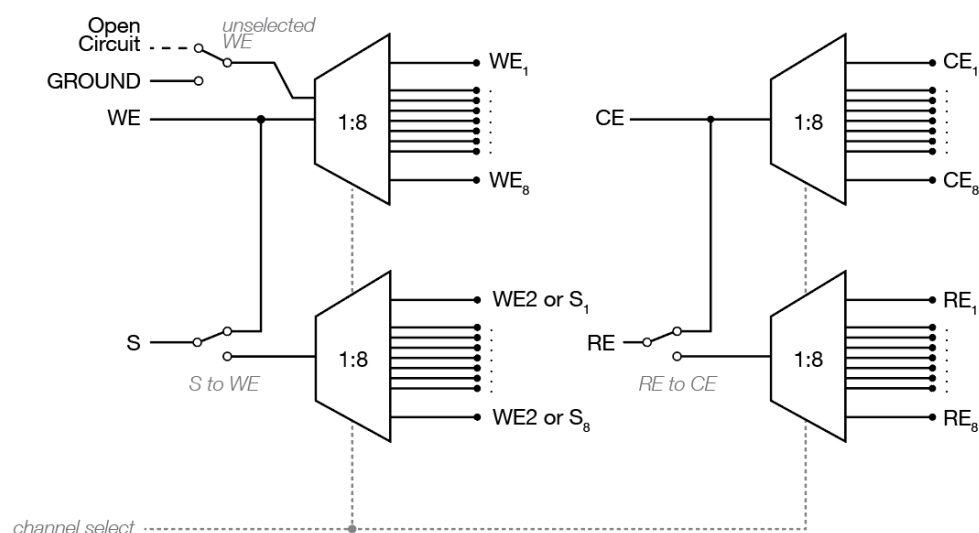 Open
Circuit
unselected
WE
GROUND
WE
1:8
WE₁
WE₈
CE
1:8
CE₁
CE₈
S
S to WE
1:8
WE2 or S₁
WE2 or S₈
RE
RE to CE
1:8
RE₁
RE₈
channel select